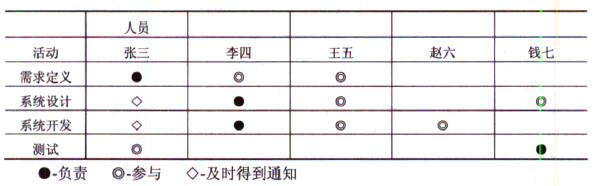 人员
活动 张三 李四 王五 赵六 钱七
需求定义 ● ◎ ◎
系统设计 ◇ ● ◎ ◎
系统开发 ◇ ● ◎ ◎
测试 ◎ ●
●-负责 ◎-参与 ◇-及时得到通知